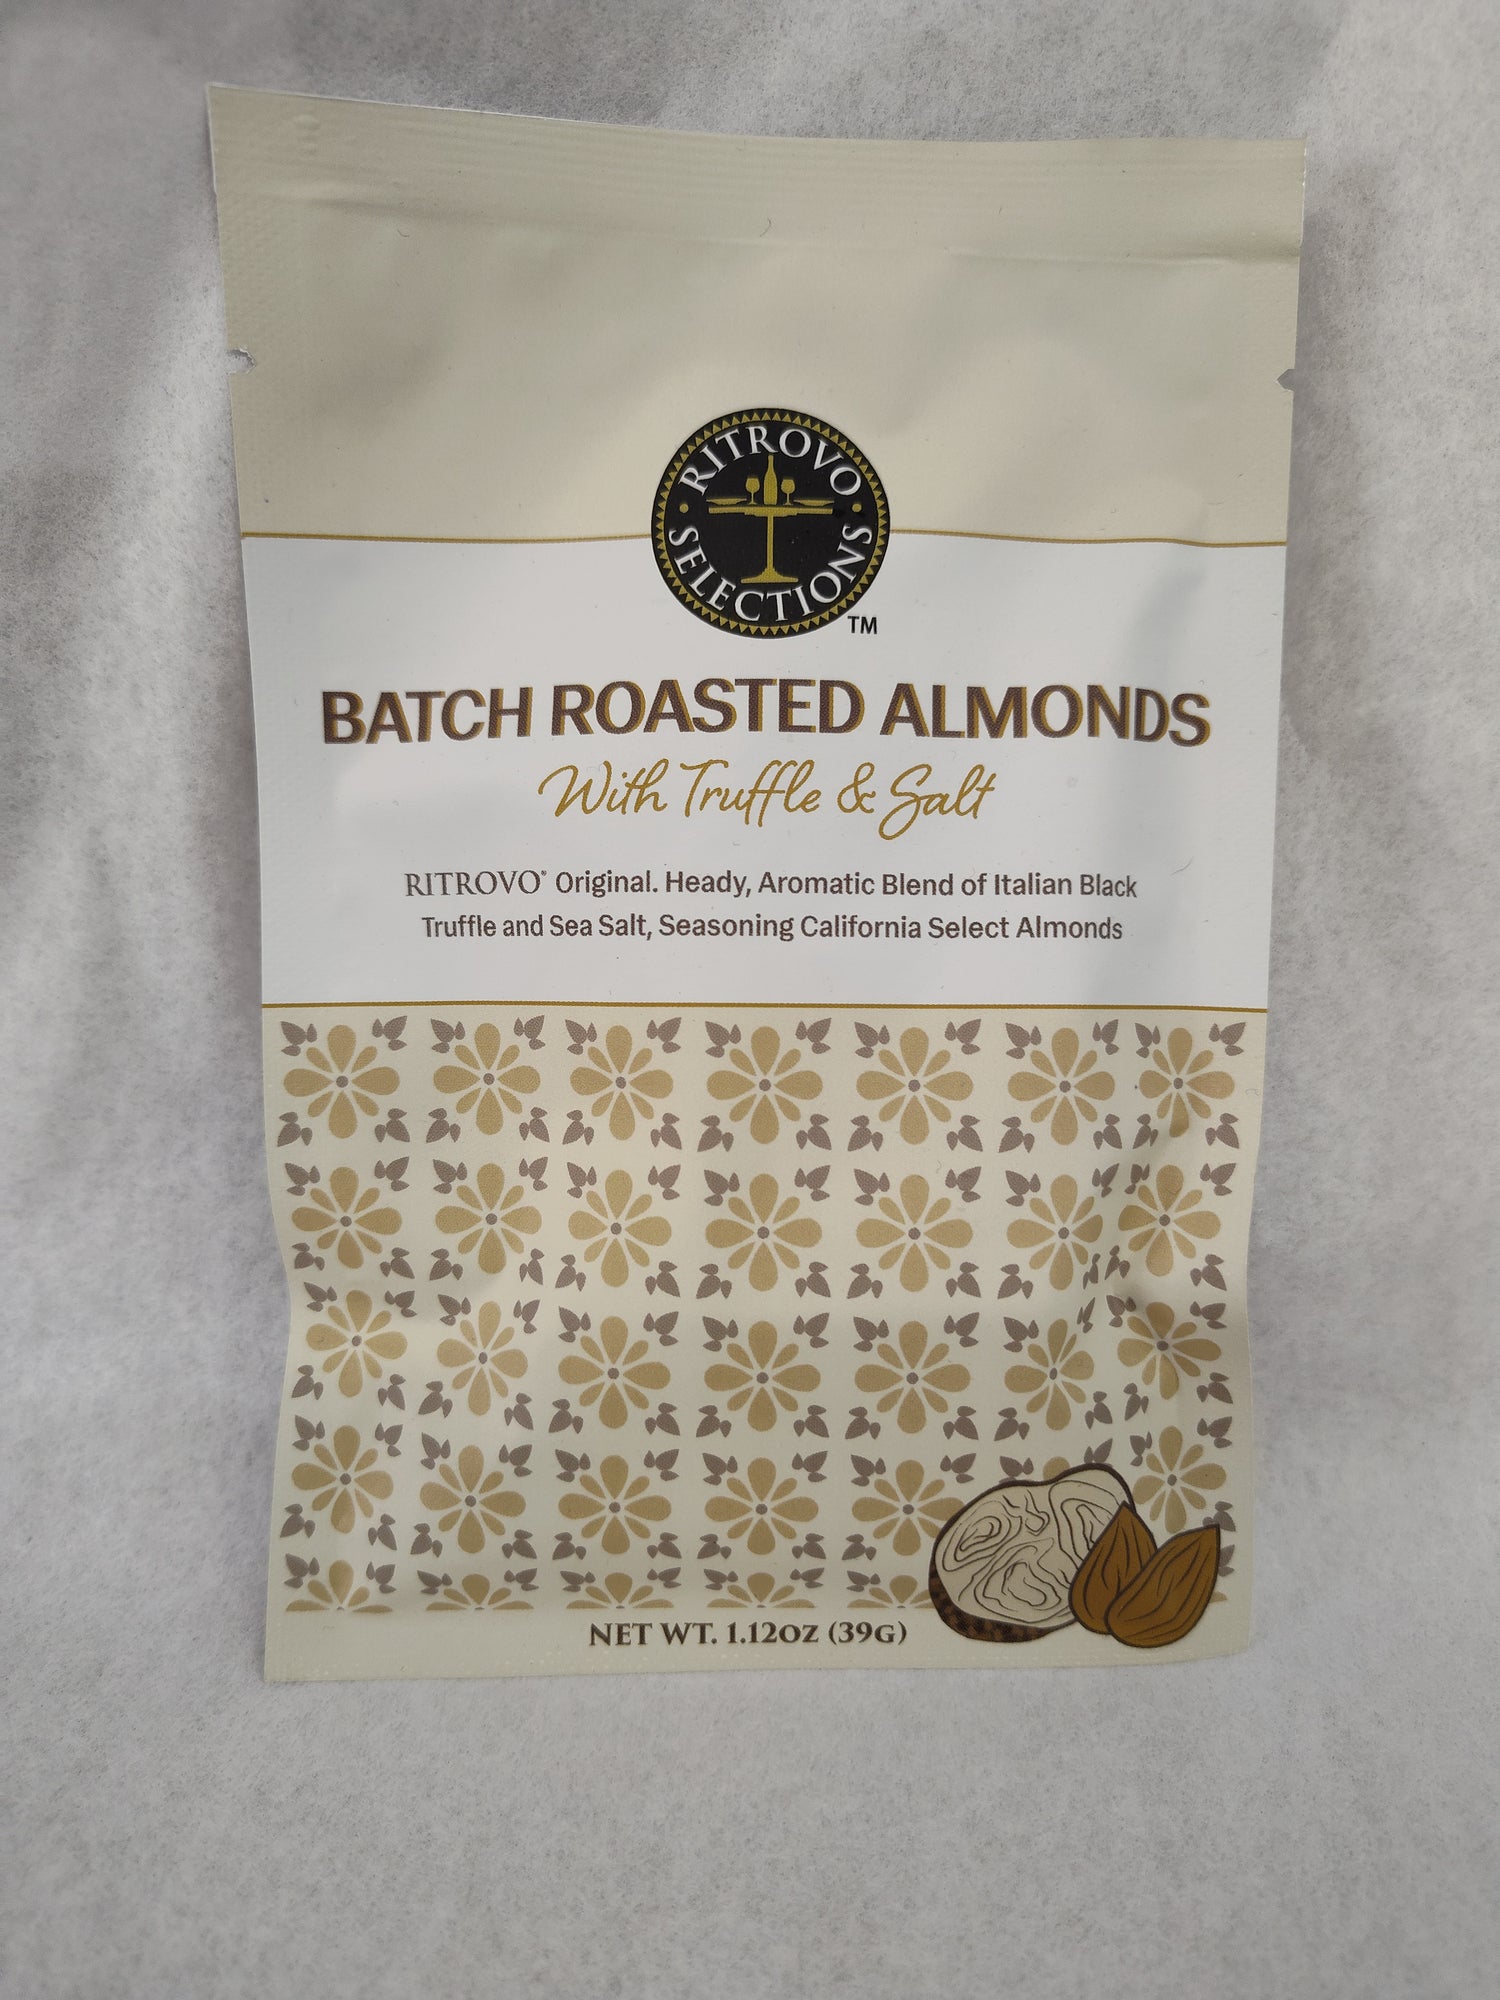 RITROVO
SELECTIONS
TM
BATCH ROASTED ALMONDS
With Truffle & Salt
RITROVO® Original. Heady, Aromatic Blend of Italian Black
Truffle and Sea Salt, Seasoning California Select Almonds
NET WT. 1.12OZ (39G)